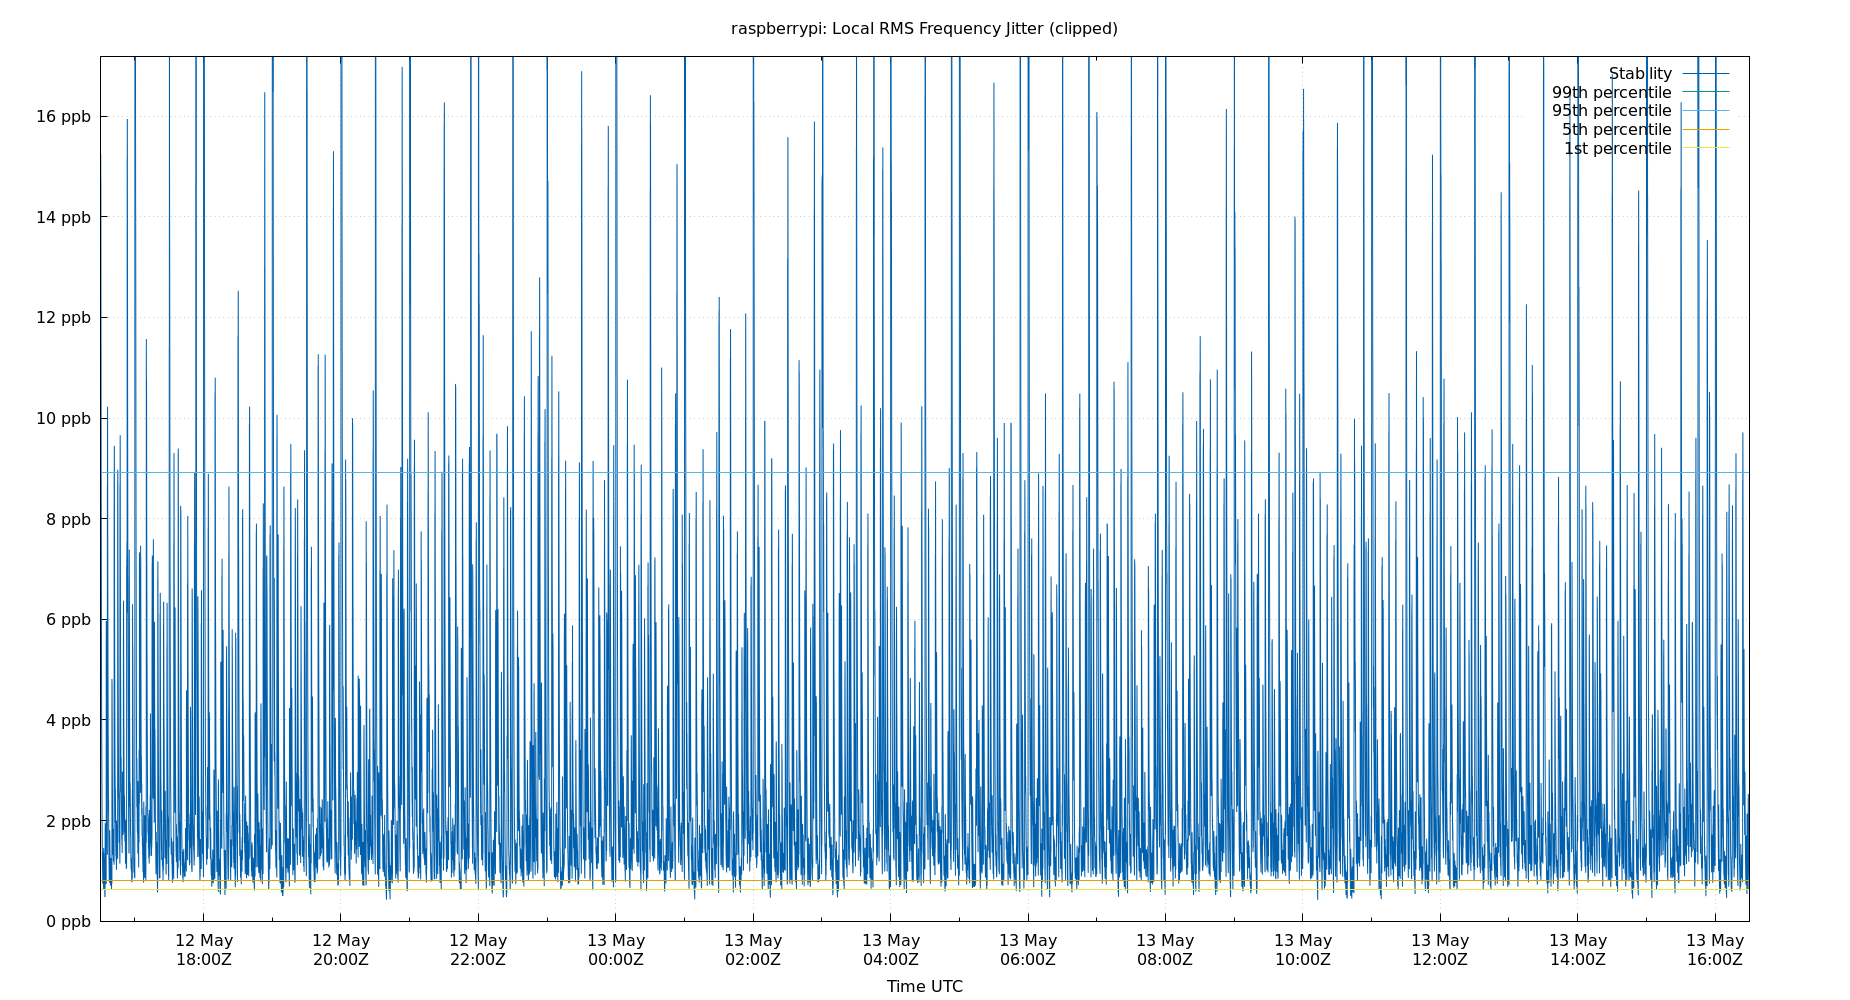 raspberrypi: Local RMS Frequency Jitter (clipped)
Stability
99th percentile
95th percentile
5th percentile
1st percentile
16 ppb
14 ppb
12 ppb
10 ppb
8 ppb
6 ppb
4 ppb
2 ppb
0 ppb
12 May 12 May 12 May 13 May 13 May 13 May 13 May 13 May 13 May 13 May 13 May 13 May
18:00Z 20:00Z 22:00Z 00:00Z 02:00Z 04:00Z 06:00Z 08:00Z 10:00Z 12:00Z 14:00Z 16:00Z
Time UTC